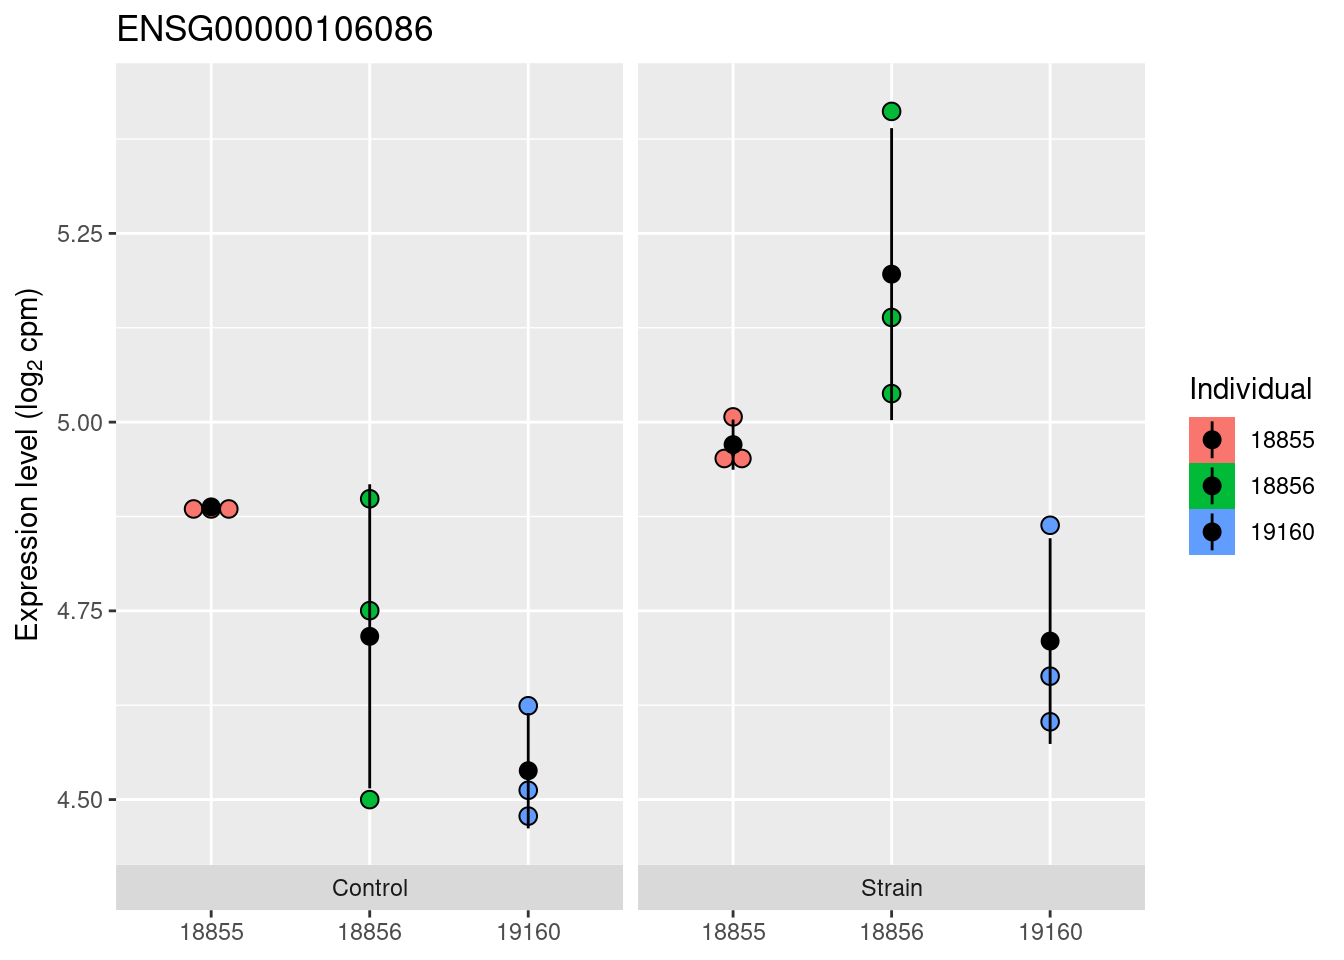 ENSG00000106086
Expression level (log₂ cpm)
5.25
5.00
4.75
4.50
Control
Strain
18855
18856
19160
18855
18856
19160
Individual
18855
18856
19160